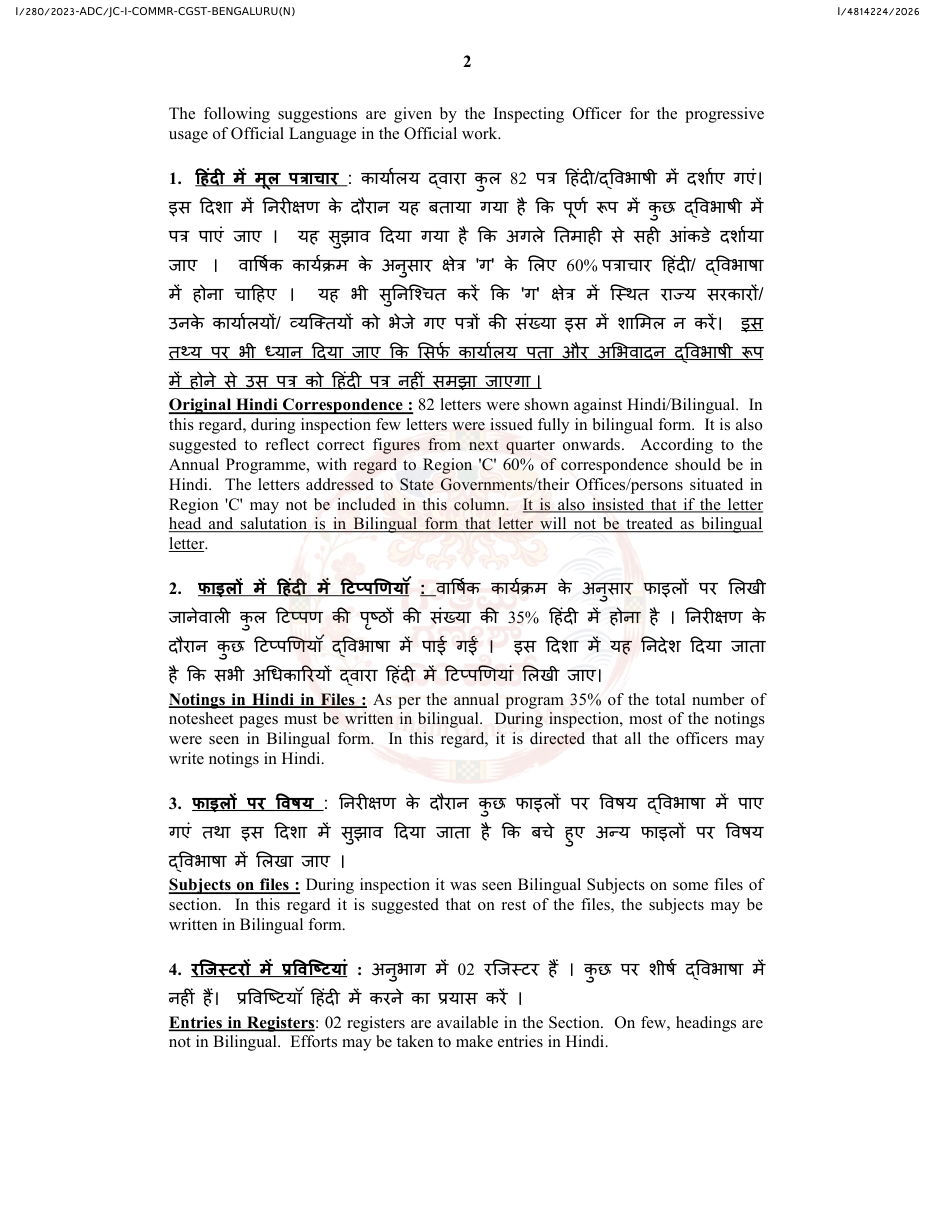 I/280/2023-ADC/JC-I-COMMR-CGST-BENGALURU(N)
I/4814224/2026
2
The following suggestions are given by the Inspecting Officer for the progressive
usage of Official Language in the Official work.
1. हिंदी में मूल पत्राचार : कार्यालय द्वारा कुल 82 पत्र हिंदी/द्विभाषी में दर्शाए गएं।
इस दिशा में निरीक्षण के दौरान यह बताया गया है कि पूर्ण रूप में कुछ द्विभाषी में
पत्र पाएं जाए । यह सुझाव दिया गया है कि अगले तिमाही से सही आंकडे दर्शाया
जाए । वार्षिक कार्यक्रम के अनुसार क्षेत्र 'ग' के लिए 60% पत्राचार हिंदी/ द्विभाषा
में होना चाहिए । यह भी सुनिश्चित करें कि 'ग' क्षेत्र में स्थित राज्य सरकारों/
उनके कार्यालयों/ व्यक्तियों को भेजे गए पत्रों की संख्या इस में शामिल न करें। इस
तथ्य पर भी ध्यान दिया जाए कि सिर्फ कार्यालय पता और अभिवादन द्विभाषी रूप
में होने से उस पत्र को हिंदी पत्र नहीं समझा जाएगा ।
Original Hindi Correspondence : 82 letters were shown against Hindi/Bilingual. In
this regard, during inspection few letters were issued fully in bilingual form. It is also
suggested to reflect correct figures from next quarter onwards. According to the
Annual Programme, with regard to Region 'C' 60% of correspondence should be in
Hindi. The letters addressed to State Governments/their Offices/persons situated in
Region 'C' may not be included in this column. It is also insisted that if the letter
head and salutation is in Bilingual form that letter will not be treated as bilingual
letter.
2. फाइलों में हिंदी में टिप्पणियॉं : वार्षिक कार्यक्रम के अनुसार फाइलों पर लिखी
जानेवाली कुल टिप्पण की पृष्ठों की संख्या की 35% हिंदी में होना है । निरीक्षण के
दौरान कुछ टिप्पणियॉं द्विभाषा में पाई गई । इस दिशा में यह निदेश दिया जाता
है कि सभी अधिकारियों द्वारा हिंदी में टिप्पणियां लिखी जाए।
Notings in Hindi in Files : As per the annual program 35% of the total number of
notesheet pages must be written in bilingual. During inspection, most of the notings
were seen in Bilingual form. In this regard, it is directed that all the officers may
write notings in Hindi.
3. फाइलों पर विषय : निरीक्षण के दौरान कुछ फाइलों पर विषय द्विभाषा में पाए
गएं तथा इस दिशा में सुझाव दिया जाता है कि बचे हुए अन्य फाइलों पर विषय
द्विभाषा में लिखा जाए ।
Subjects on files : During inspection it was seen Bilingual Subjects on some files of
section. In this regard it is suggested that on rest of the files, the subjects may be
written in Bilingual form.
4. रजिस्टरों में प्रविष्टियां : अनुभाग में 02 रजिस्टर हैं । कुछ पर शीर्ष द्विभाषा में
नहीं हैं। प्रविष्टियॉं हिंदी में करने का प्रयास करें ।
Entries in Registers: 02 registers are available in the Section. On few, headings are
not in Bilingual. Efforts may be taken to make entries in Hindi.